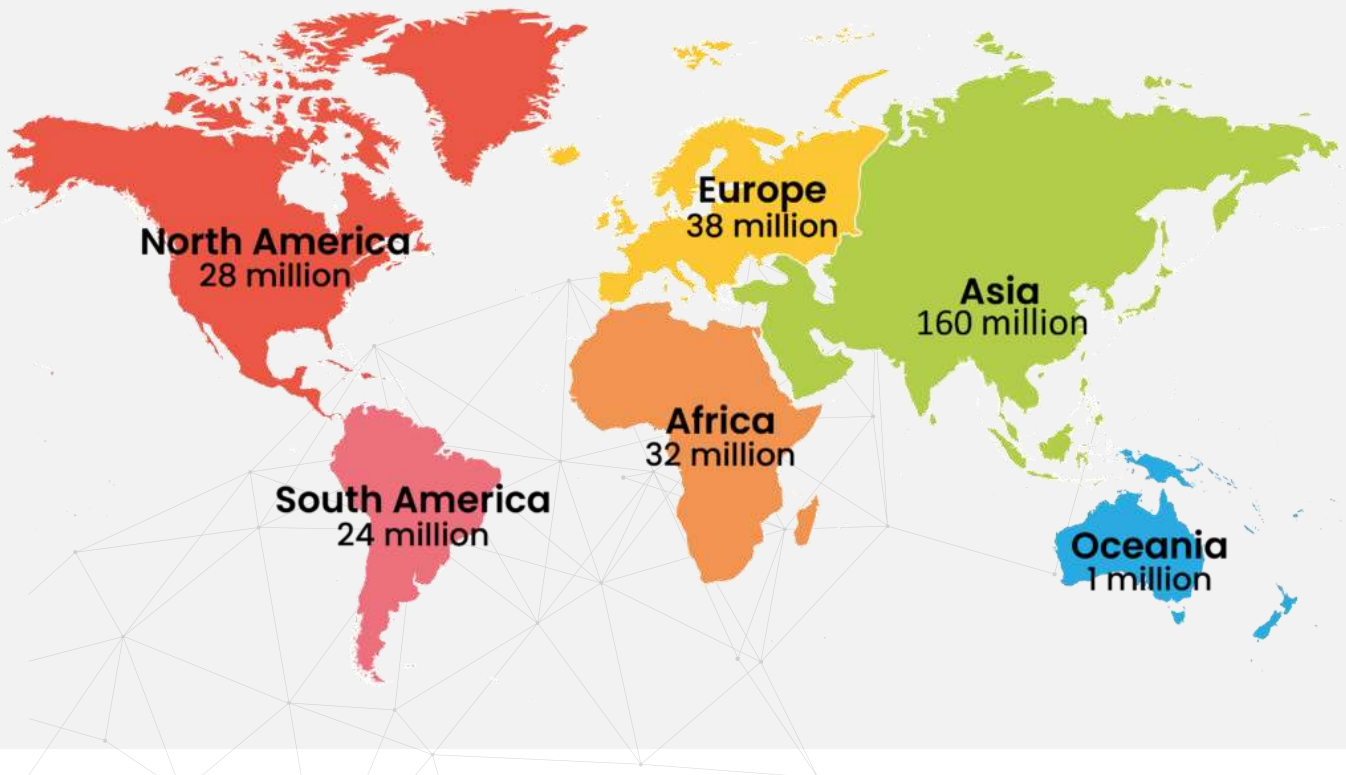 North America
28 million
Europe
38 million
Asia
160 million
Africa
32 million
South America
24 million
Oceania
1 million